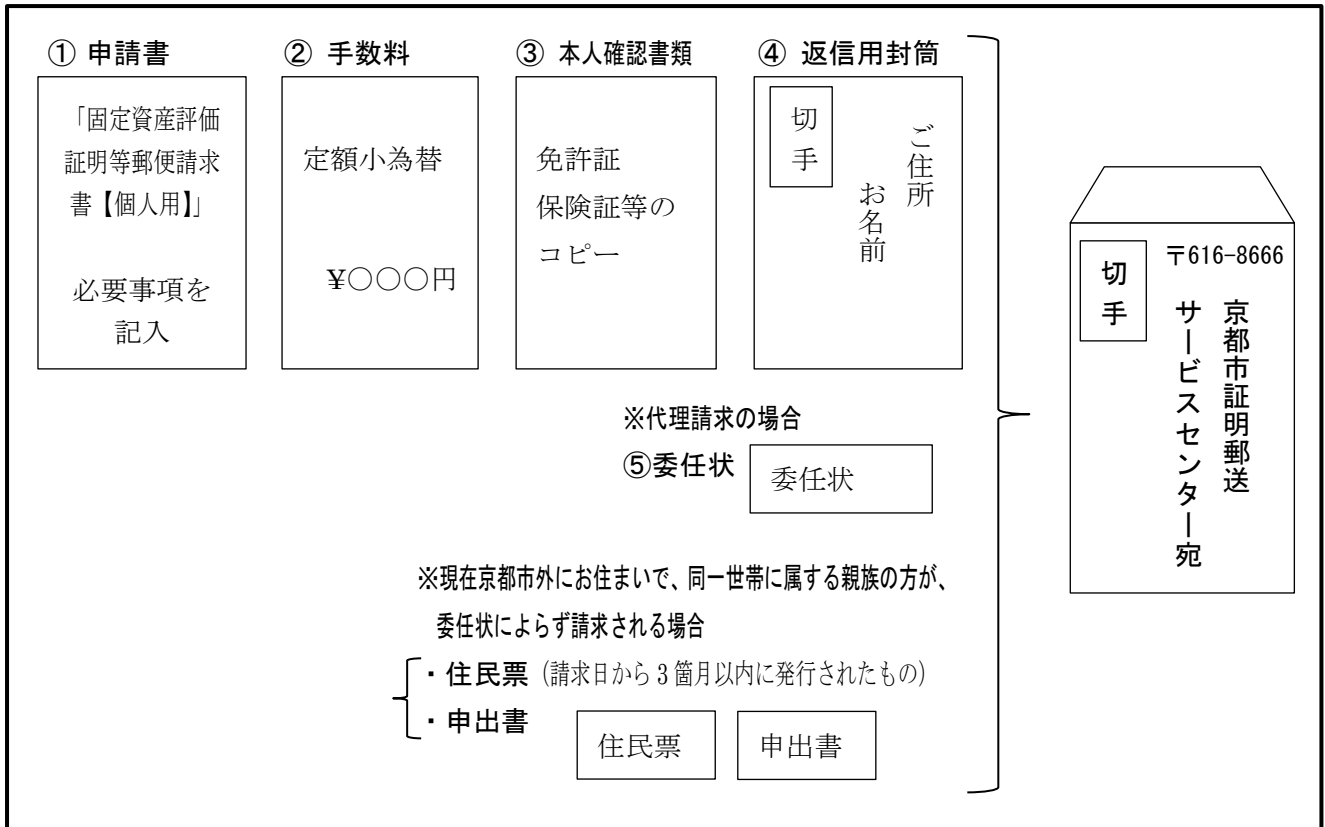 ① 申請書
「固定資産評価
証明等郵便請求
書【個人用】」
必要事項を
記入
② 手数料
定額小為替
¥○○○円
③ 本人確認書類
免許証
保険証等の
コピー
④ 返信用封筒
切手
ご住所
お名前
※代理請求の場合
⑤委任状
委任状
※現在京都市外にお住まいで、同一世帯に属する親族の方が、
委任状によらず請求される場合
・住民票（請求日から3箇月以内に発行されたもの）
・申出書
住民票
申出書
切手
〒616-8666
京都市証明郵送
サービスセンター宛